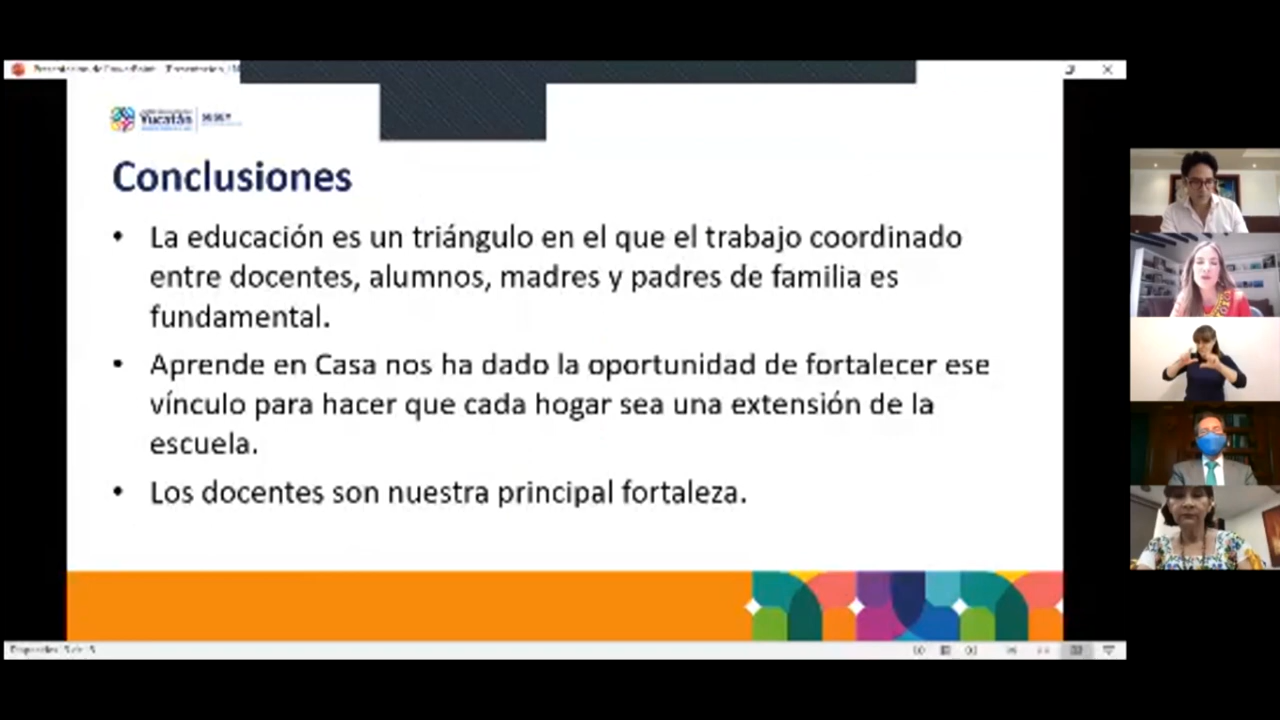 Yucatán
Conclusiones
• La educación es un triángulo en el que el trabajo coordinado
entre docentes, alumnos, madres y padres de familia es
fundamental.
• Aprende en Casa nos ha dado la oportunidad de fortalecer ese
vínculo para hacer que cada hogar sea una extensión de la
escuela.
• Los docentes son nuestra principal fortaleza.